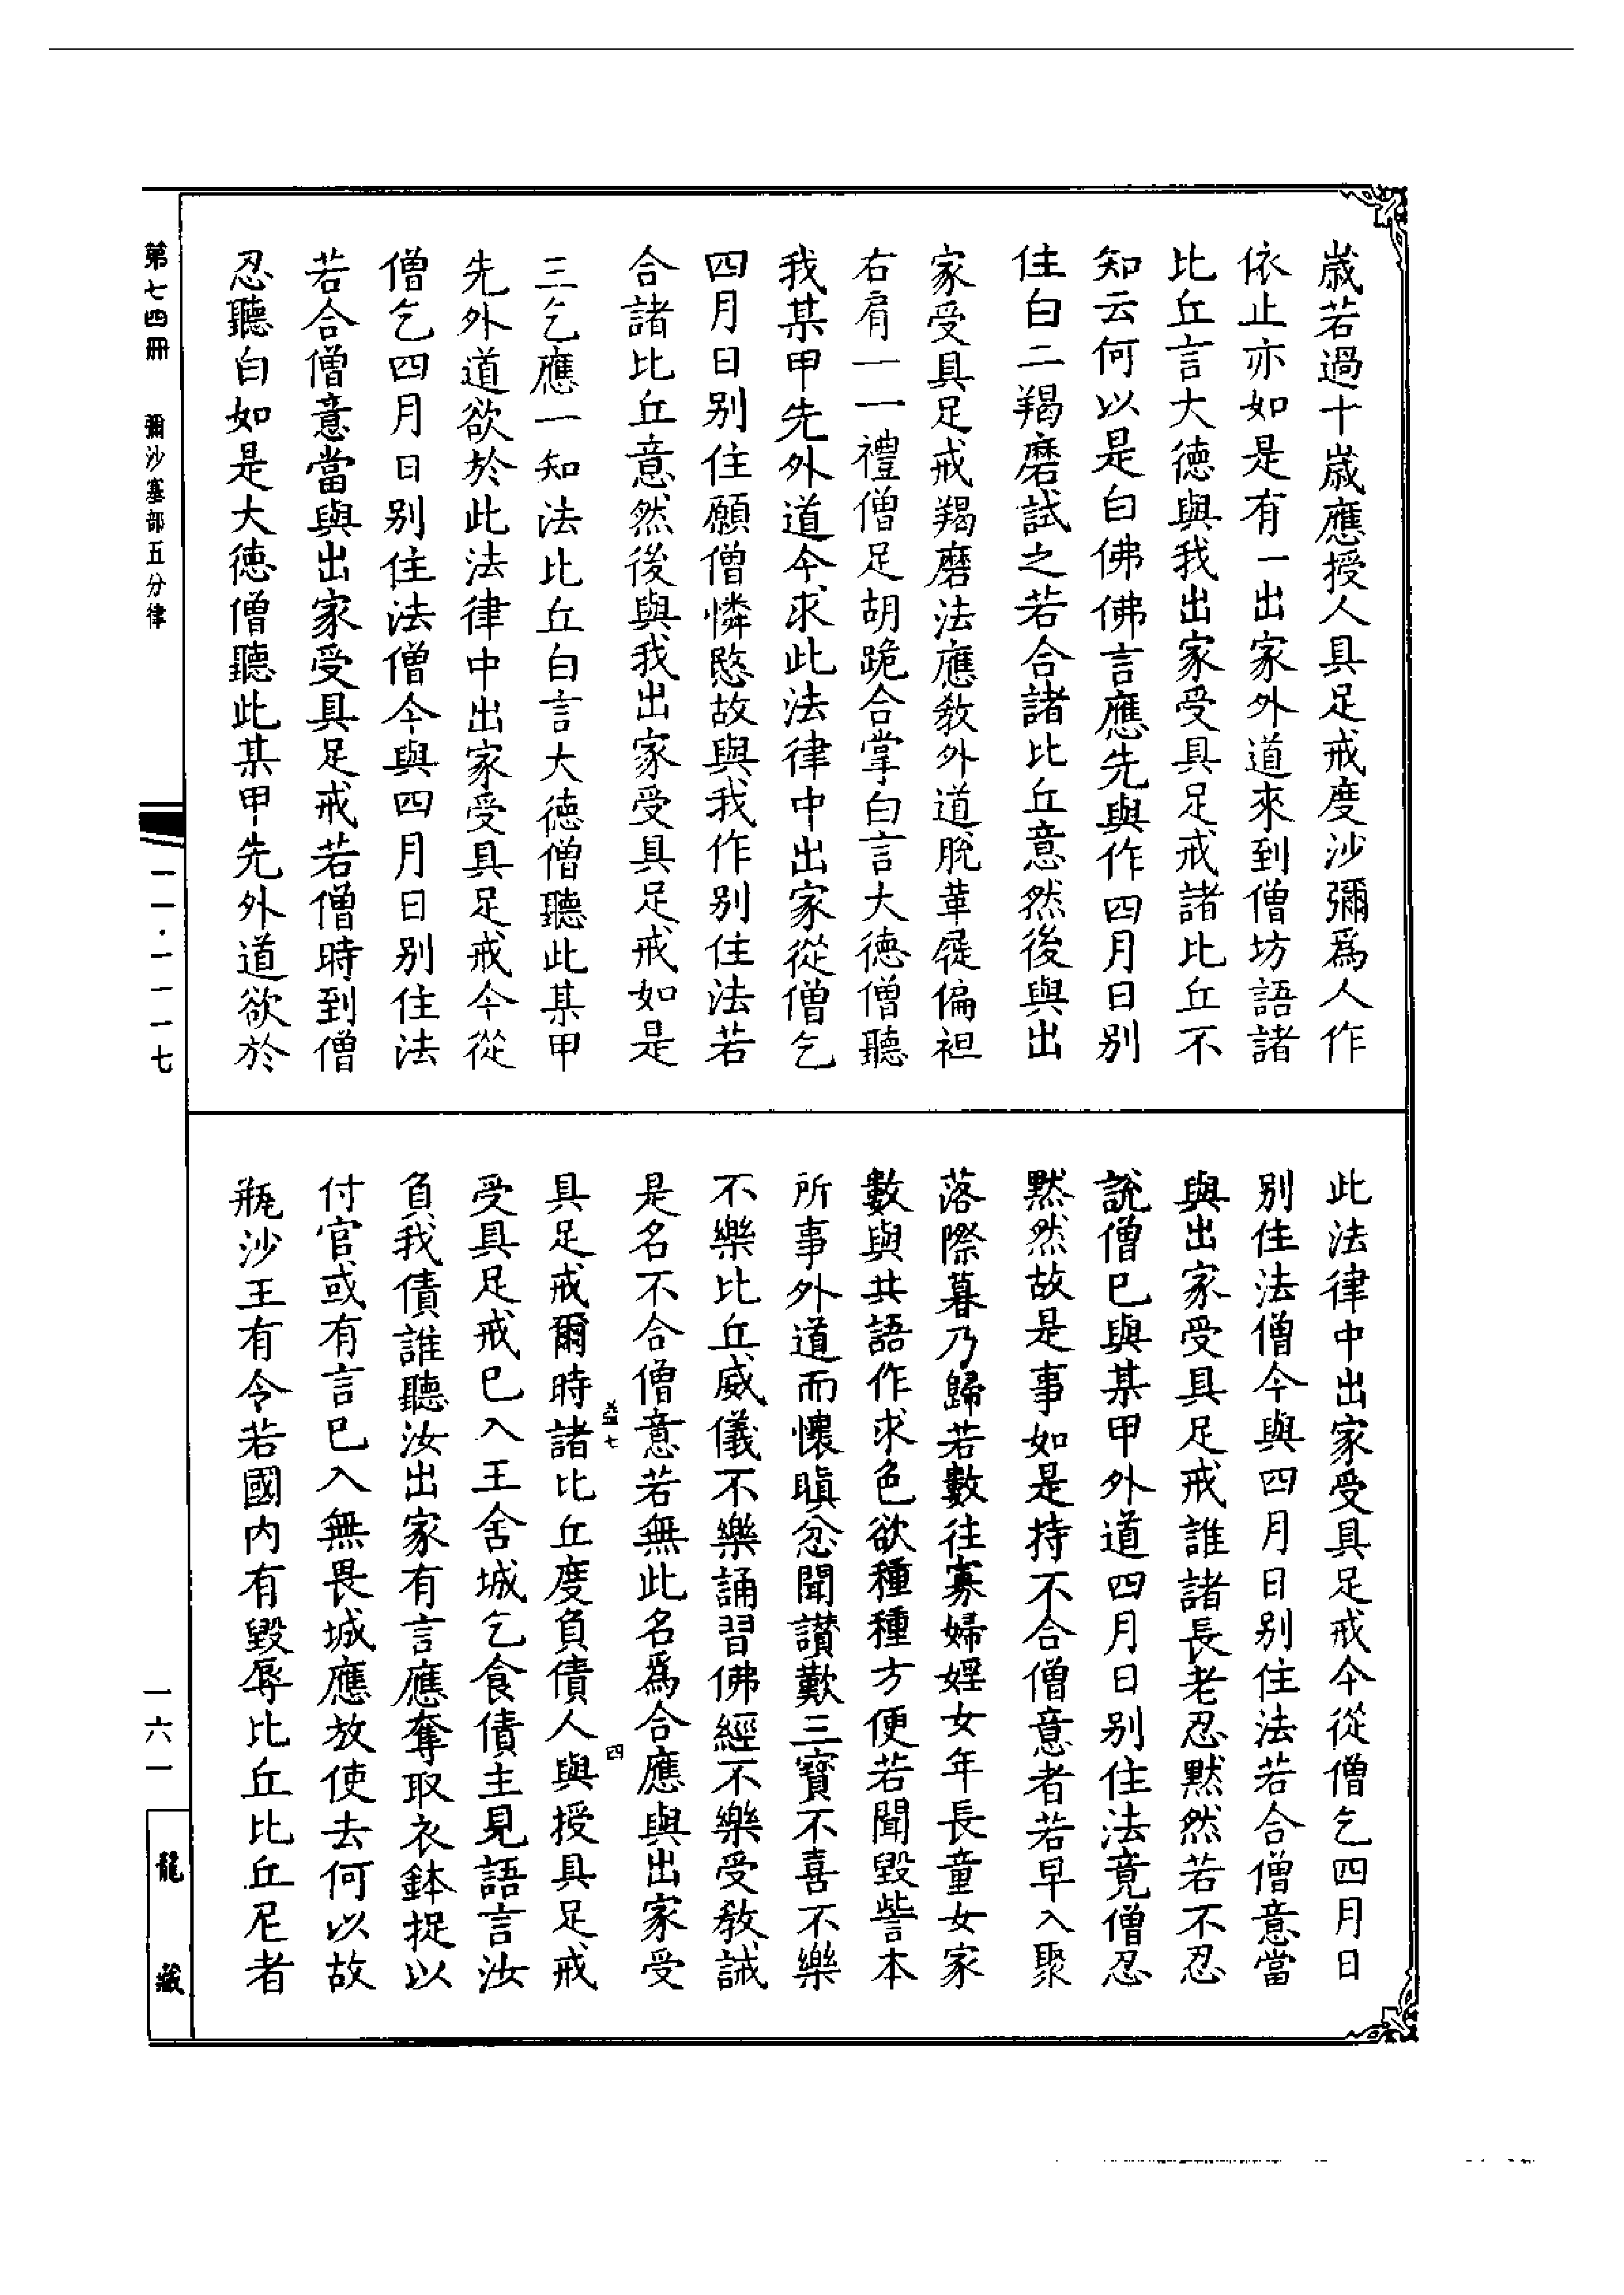 歲若過十歲應授人具足戒度沙彌爲人作
依止亦如是有一出家外道來到僧坊語諸
比丘言大德與我出家受具足戒諸比丘不
知云何以是白佛佛言應先與作四月日別
住白二羯磨試之若合諸比丘意然後與出
家受具足戒羯磨法應教外道脫革屣偏袒
右肩一一禮僧足胡跪合掌白言大德僧聽
我某甲先外道今求此法律中出家從僧乞
四月日別住願僧憐愍故與我作別住法若
合諸比丘意然後與我出家受具足戒如是
三乞應一知法比丘白言大德僧聽此某甲
先外道欲於此法律中出家受具足戒今從
僧乞四月日別住法僧今與四月日別住法
若合僧意當與出家受具足戒若僧時到僧
忍聽白如是大德僧聽此某甲先外道欲於
此法律中出家受具足戒今從僧乞四月日
別住法僧今與四月日別住法若合僧意當
與出家受具足戒誰諸長老忍默然若不忍
說僧已與某甲外道四月日別住法竟僧忍
默然故是事如是持不合僧意者若早入聚
落際暮乃歸若數往寡婦婬女年長童女家
數與共語作求色欲種種方便若聞毀訾本
所事外道而懷瞋忿聞讚歎三寶不喜不樂
不樂比丘威儀不樂誦習佛經不樂受教誡
是名不合僧意若無此名爲合應與出家受
益七
四
具足戒爾時諸比丘度負債人與授具足戒
受具足戒已入王舍城乞食債主見語言汝
負我債誰聽汝出家有言應奪取衣鉢捉以
付官或有言已入無畏城應放使去何以故
瓶沙王有令若國內有毀辱比丘比丘尼者
第七四冊 彌沙塞部五分律
一一·一一一七
一六一
龍藏